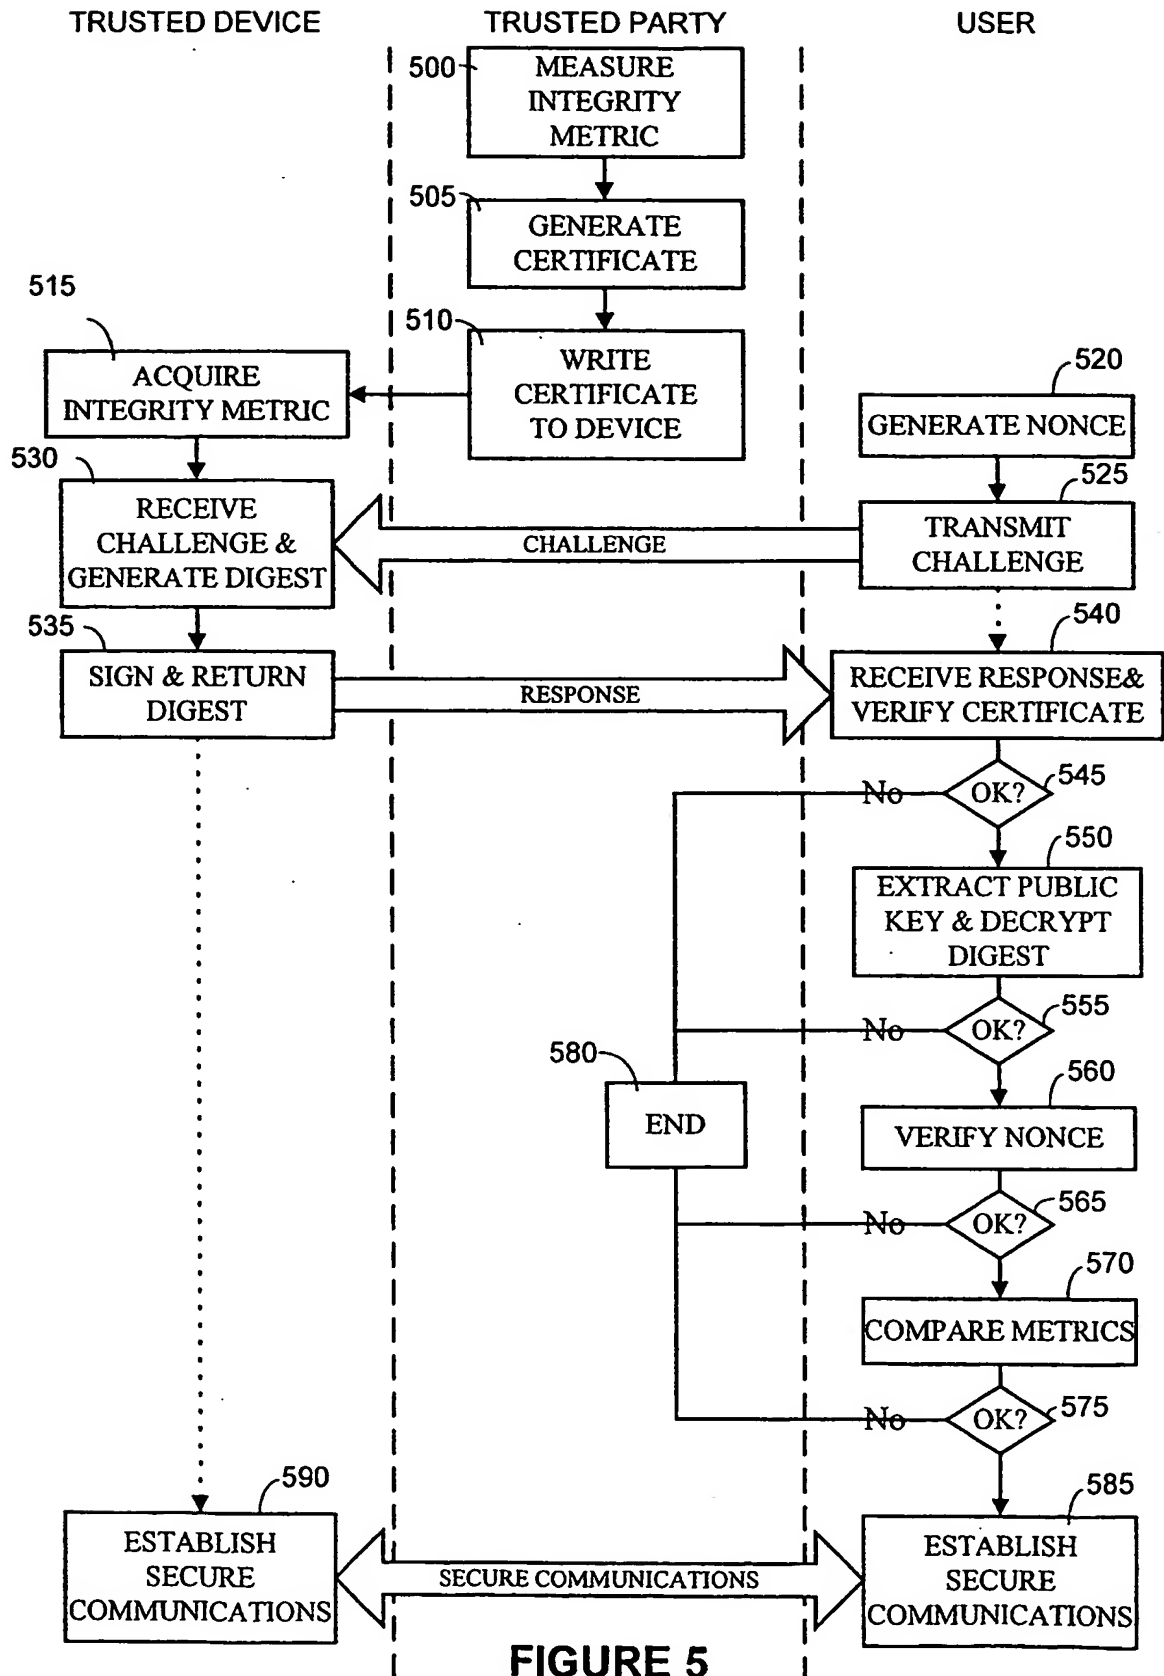 TRUSTED DEVICE
TRUSTED PARTY
USER
500
MEASURE
INTEGRITY
METRIC
505
GENERATE
CERTIFICATE
510
WRITE
CERTIFICATE
TO DEVICE
515
ACQUIRE
INTEGRITY METRIC
520
GENERATE NONCE
525
TRANSMIT
CHALLENGE
CHALLENGE
530
RECEIVE
CHALLENGE &
GENERATE DIGEST
535
SIGN & RETURN
DIGEST
RESPONSE
540
RECEIVE RESPONSE&
VERIFY CERTIFICATE
No
OK?
545
550
EXTRACT PUBLIC
KEY & DECRYPT
DIGEST
No
OK?
555
580
END
560
VERIFY NONCE
No
OK?
565
570
COMPARE METRICS
No
OK?
575
590
ESTABLISH
SECURE
COMMUNICATIONS
SECURE COMMUNICATIONS
585
ESTABLISH
SECURE
COMMUNICATIONS
FIGURE 5